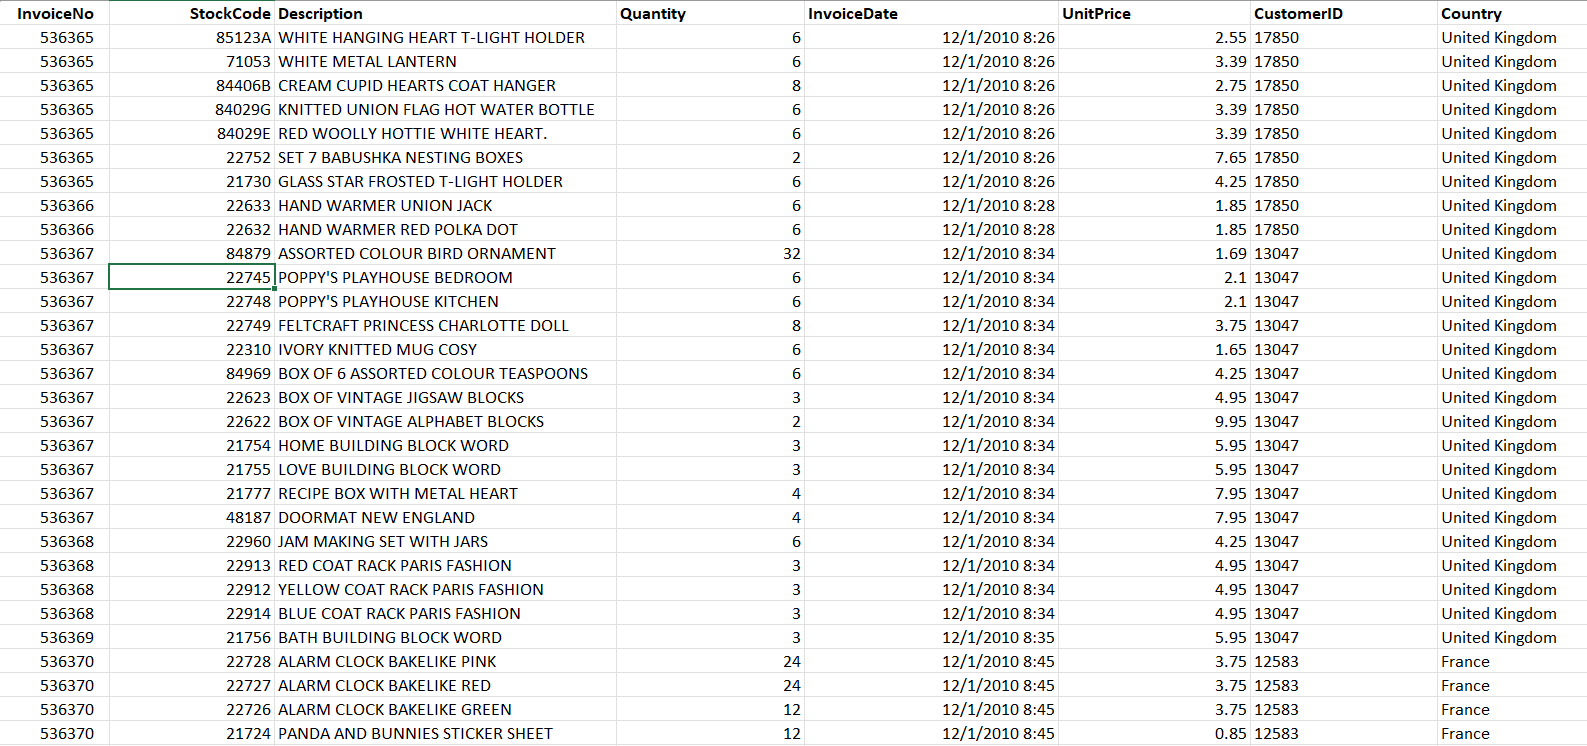 InvoiceNo StockCode Description Quantity InvoiceDate UnitPrice CustomerID Country
536365 85123A WHITE HANGING HEART T-LIGHT HOLDER 6 12/1/2010 8:26 2.55 17850 United Kingdom
536365 71053 WHITE METAL LANTERN 6 12/1/2010 8:26 3.39 17850 United Kingdom
536365 84406B CREAM CUPID HEARTS COAT HANGER 8 12/1/2010 8:26 2.75 17850 United Kingdom
536365 84029G KNITTED UNION FLAG HOT WATER BOTTLE 6 12/1/2010 8:26 3.39 17850 United Kingdom
536365 84029E RED WOOLLY HOTTIE WHITE HEART. 6 12/1/2010 8:26 3.39 17850 United Kingdom
536365 22752 SET 7 BABUSHKA NESTING BOXES 2 12/1/2010 8:26 7.65 17850 United Kingdom
536365 21730 GLASS STAR FROSTED T-LIGHT HOLDER 6 12/1/2010 8:26 4.25 17850 United Kingdom
536366 22633 HAND WARMER UNION JACK 6 12/1/2010 8:28 1.85 17850 United Kingdom
536366 22632 HAND WARMER RED POLKA DOT 6 12/1/2010 8:28 1.85 17850 United Kingdom
536367 84879 ASSORTED COLOUR BIRD ORNAMENT 32 12/1/2010 8:34 1.69 13047 United Kingdom
536367 22745 POPPY'S PLAYHOUSE BEDROOM 6 12/1/2010 8:34 2.1 13047 United Kingdom
536367 22748 POPPY'S PLAYHOUSE KITCHEN 6 12/1/2010 8:34 2.1 13047 United Kingdom
536367 22749 FELTCRAFT PRINCESS CHARLOTTE DOLL 8 12/1/2010 8:34 3.75 13047 United Kingdom
536367 22310 IVORY KNITTED MUG COSY 6 12/1/2010 8:34 1.65 13047 United Kingdom
536367 84969 BOX OF 6 ASSORTED COLOUR TEASPOONS 6 12/1/2010 8:34 4.25 13047 United Kingdom
536367 22623 BOX OF VINTAGE JIGSAW BLOCKS 3 12/1/2010 8:34 4.95 13047 United Kingdom
536367 22622 BOX OF VINTAGE ALPHABET BLOCKS 2 12/1/2010 8:34 9.95 13047 United Kingdom
536367 21754 HOME BUILDING BLOCK WORD 3 12/1/2010 8:34 5.95 13047 United Kingdom
536367 21755 LOVE BUILDING BLOCK WORD 3 12/1/2010 8:34 5.95 13047 United Kingdom
536367 21777 RECIPE BOX WITH METAL HEART 4 12/1/2010 8:34 7.95 13047 United Kingdom
536367 48187 DOORMAT NEW ENGLAND 4 12/1/2010 8:34 7.95 13047 United Kingdom
536368 22960 JAM MAKING SET WITH JARS 6 12/1/2010 8:34 4.25 13047 United Kingdom
536368 22913 RED COAT RACK PARIS FASHION 3 12/1/2010 8:34 4.95 13047 United Kingdom
536368 22912 YELLOW COAT RACK PARIS FASHION 3 12/1/2010 8:34 4.95 13047 United Kingdom
536368 22914 BLUE COAT RACK PARIS FASHION 3 12/1/2010 8:34 4.95 13047 United Kingdom
536369 21756 BATH BUILDING BLOCK WORD 3 12/1/2010 8:35 5.95 13047 United Kingdom
536370 22728 ALARM CLOCK BAKELIKE PINK 24 12/1/2010 8:45 3.75 12583 France
536370 22727 ALARM CLOCK BAKELIKE RED 24 12/1/2010 8:45 3.75 12583 France
536370 22726 ALARM CLOCK BAKELIKE GREEN 12 12/1/2010 8:45 3.75 12583 France
536370 21724 PANDA AND BUNNIES STICKER SHEET 12 12/1/2010 8:45 0.85 12583 France